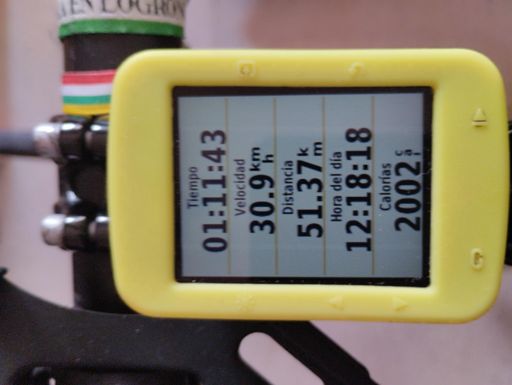 EN LOGROÑ
Tiempo
01:11:43
Velocidad
30.9 km h
Distancia
51.37 k m
Hora del día
12:18:18
Calorías
2002 c a l